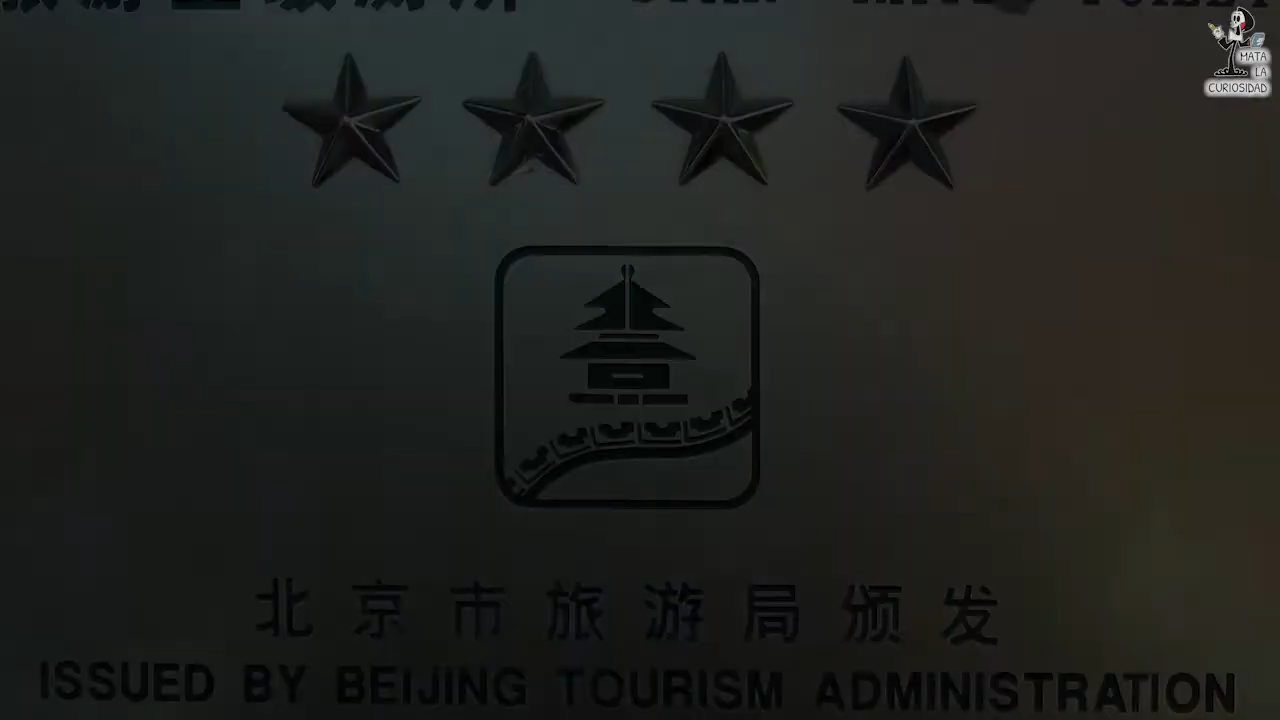 MATA
LA
CURIOSIDAD
北京市旅游局颁发
ISSUED BY BEIJING TOURISM ADMINISTRATION